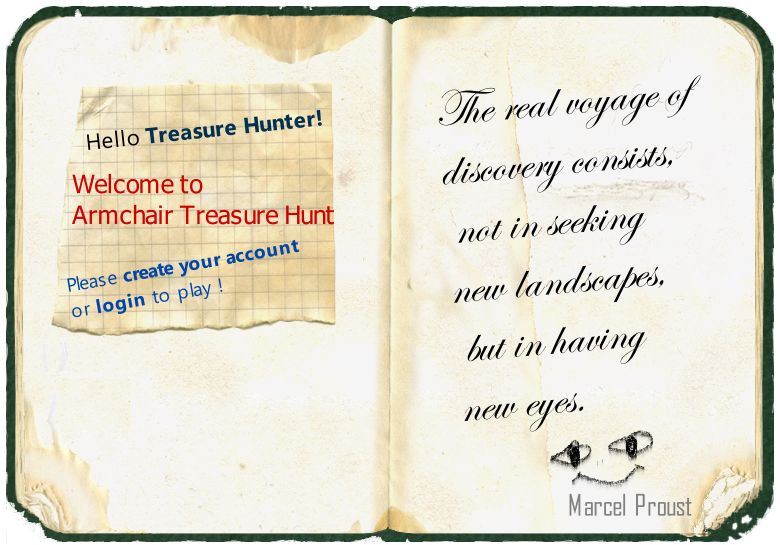 Hello Treasure Hunter!
Welcome to
Armchair Treasure Hunt
Please create your account
or login to play !
The real voyage of
discovery consists,
not in seeking
new landscapes,
but in having
new eyes.
Marcel Proust